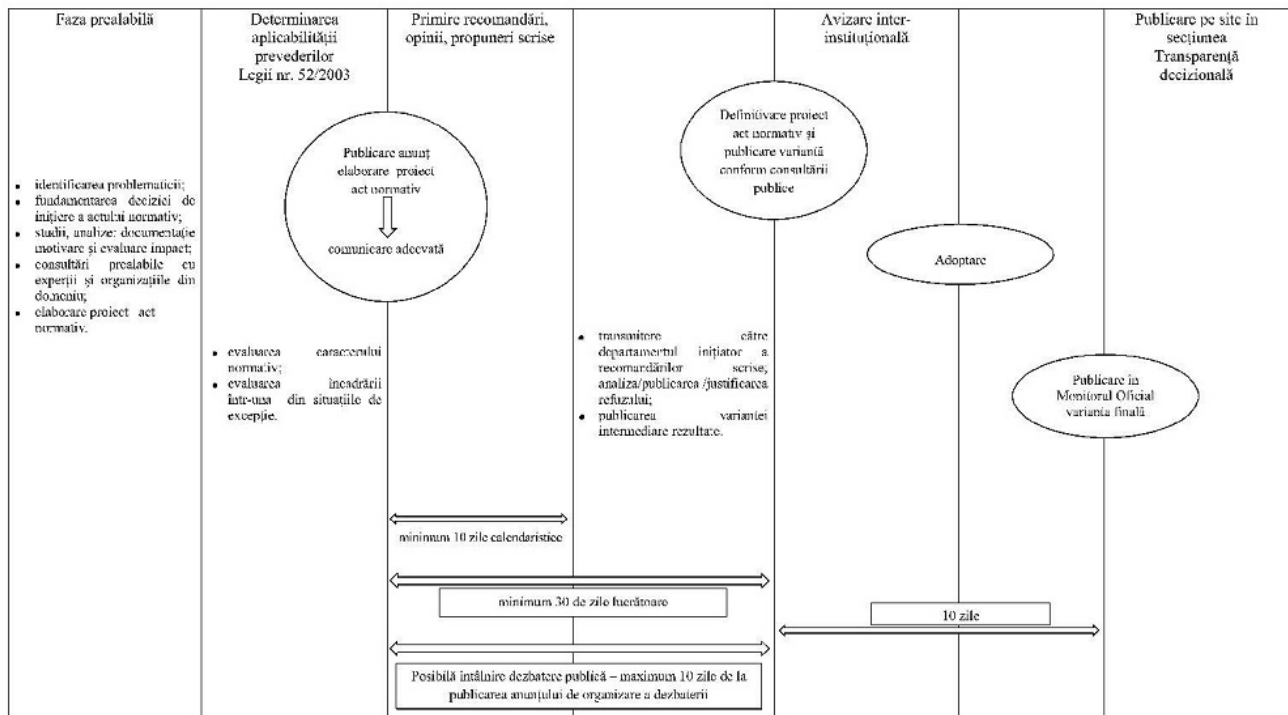 Faza prealabilă
Determinarea
aplicabilității
prevederilor
Legii nr. 52/2003
Primire recomandări,
opinii, propuneri scrise
Avizare inter-
instituțională
Publicare pe site în
secțiunea
Transparență
decizională
Publicare anunț
elaborare proiect
act normativ
comunicare adecvată
Definitivare proiect
act normativ și
publicare variantă
conform consultării
publice
Adoptare
Publicare în
Monitorul Oficial
varianta finală
• identificarea problematicii;
• fundamentarea deciziei de
inițiere a actului normativ;
• studii, analize: documentație
motivare și evaluare impact;
• consultări prealabile cu
experții și organizațiile din
domeniu;
• elaborare proiect act
normativ.
• evaluarea caracterului
normativ;
• evaluarea încadrării
într-una din situațiile de
excepție.
• transmitere către
departamentul inițiator a
recomandărilor scrise;
analiza/publicarea /justificarea
refuzului;
• publicarea variantei
intermediare rezultate.
minimum 10 zile calendaristice
minimum 30 de zile lucrătoare
10 zile
Posibilă întâlnire dezbatere publică – maximum 10 zile de la
publicarea anunțului de organizare a dezbaterii